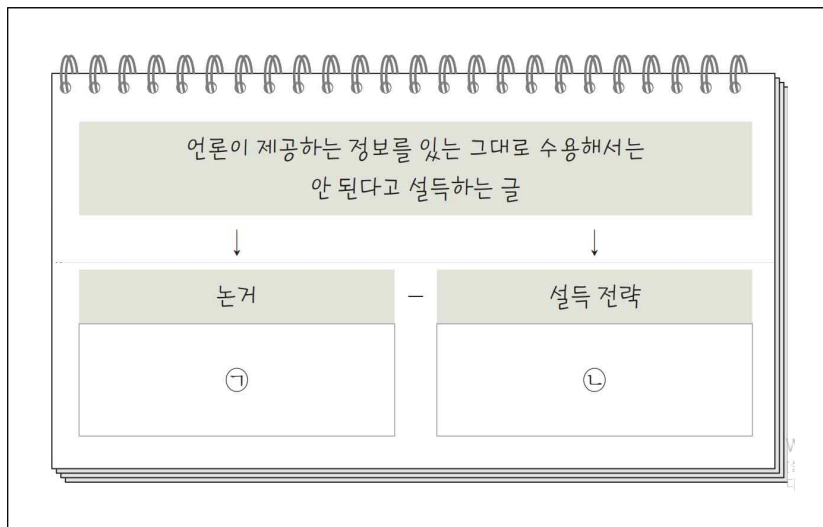 언론이 제공하는 정보를 있는 그대로 수용해서는
안 된다고 설득하는 글
↓ ↓
논거 – 설득 전략
㉠ ㉡